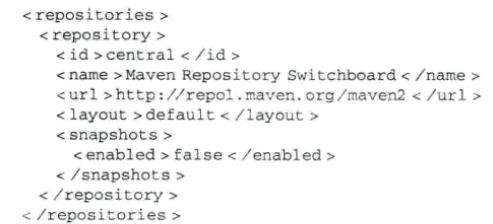 <repositories>
<repository>
<id>central</id>
<name>Maven Repository Switchboard</name>
<url>http://repo1.maven.org/maven2</url>
<layout>default</layout>
<snapshots>
<enabled>false</enabled>
</snapshots>
</repository>
</repositories>